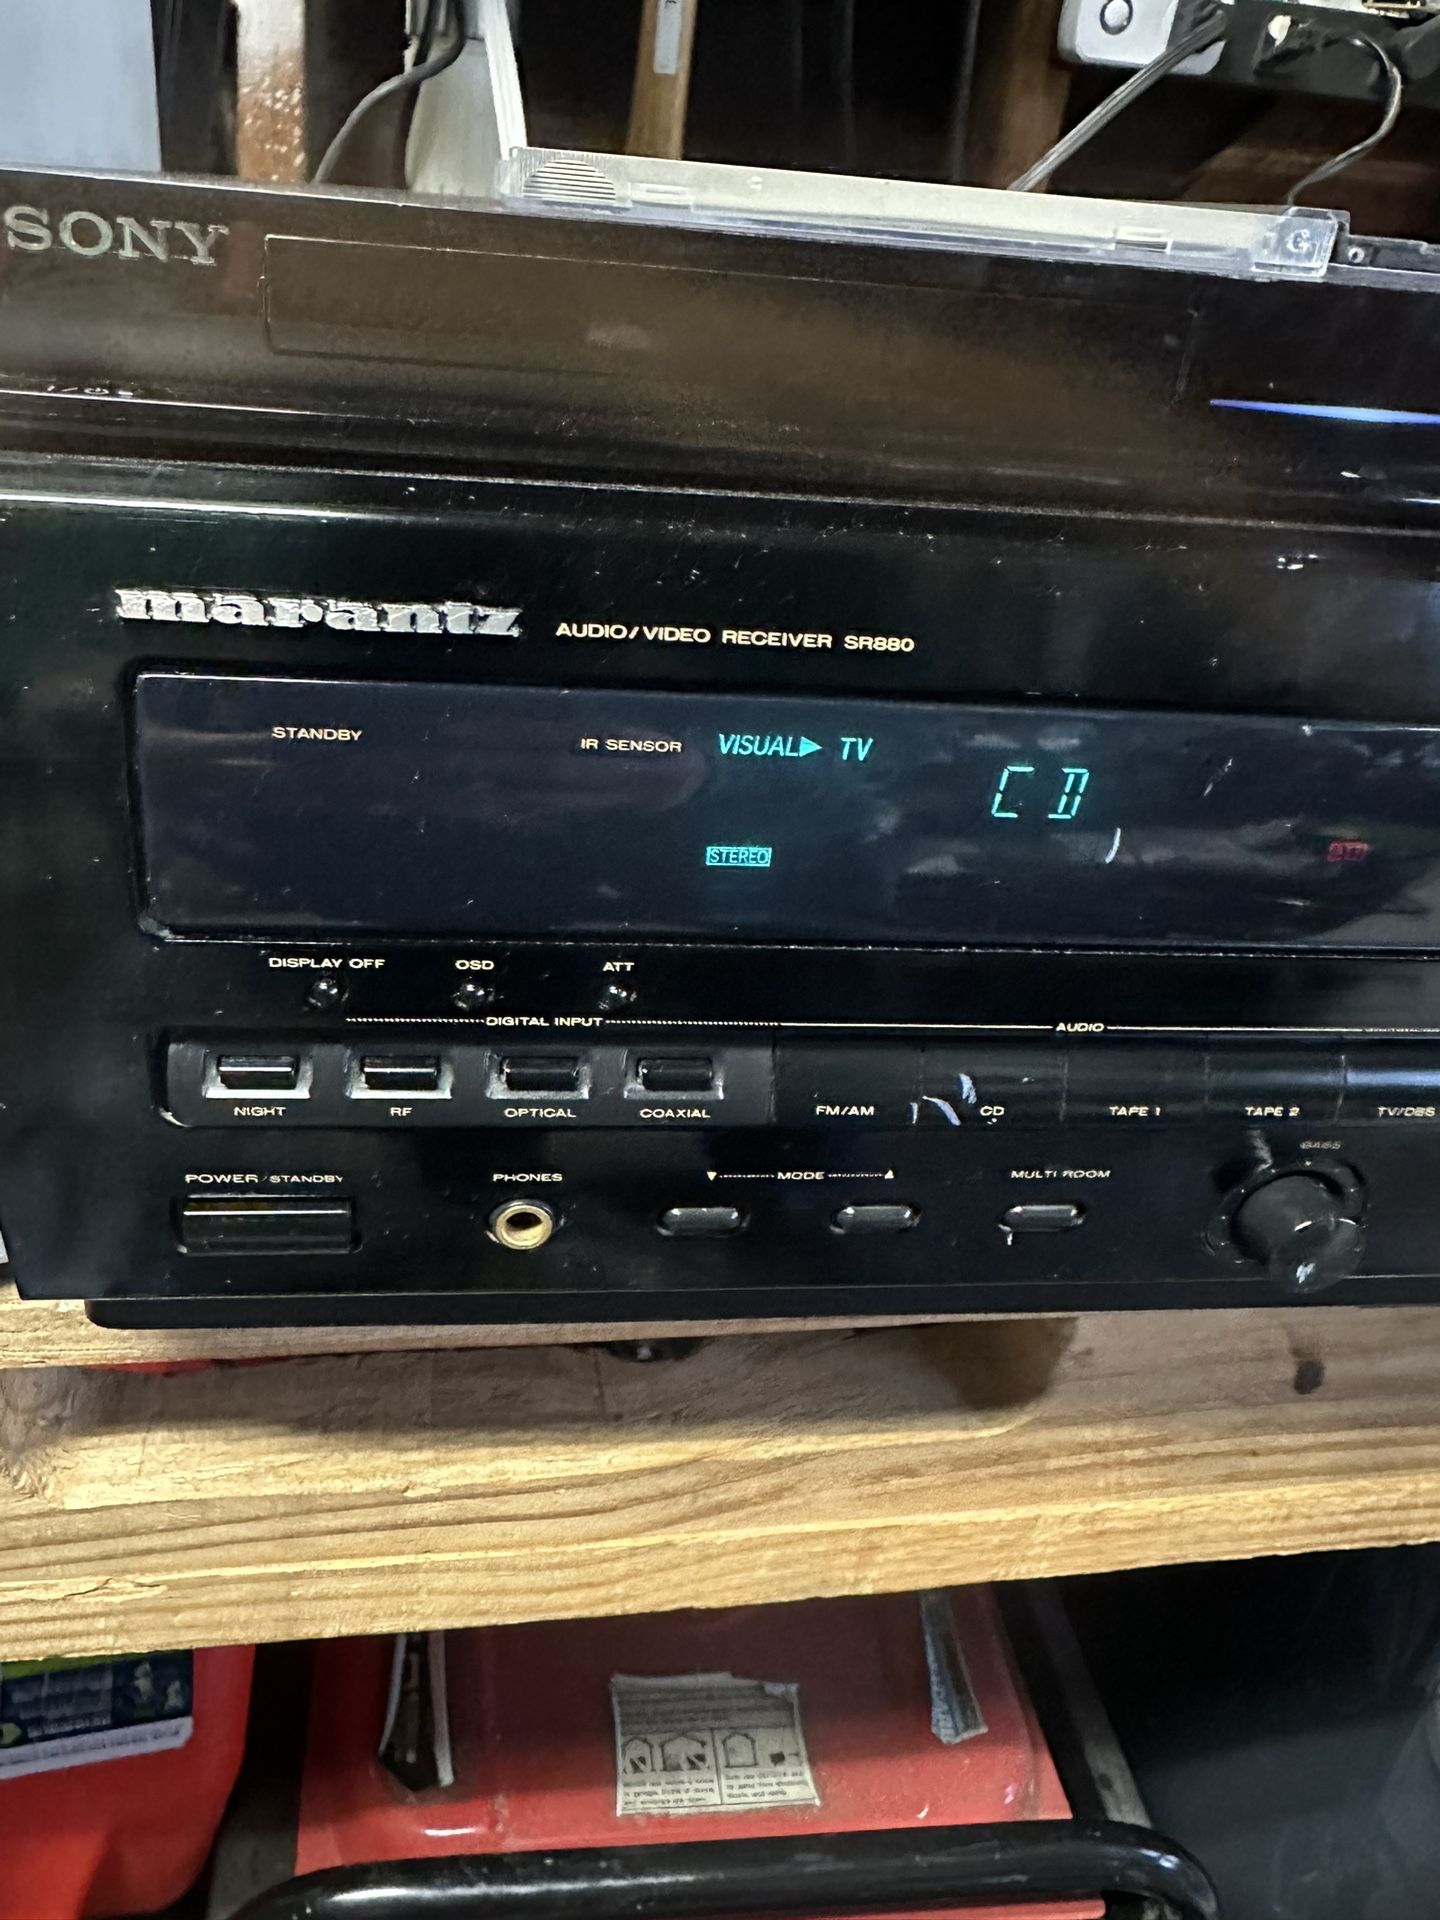 SONY
marantz AUDIO/VIDEO RECEIVER SR880
STANDBY IR SENSOR VISUAL▶ TV
CD
STEREO
DISPLAY OFF OSD ATT
DIGITAL INPUT AUDIO
NIGHT RF OPTICAL COAXIAL FM/AM CD TAPE 1 TAPE 2 TV/DBS
BASS
POWER/STANDBY PHONES ▼ MODE ▲ MULTI ROOM